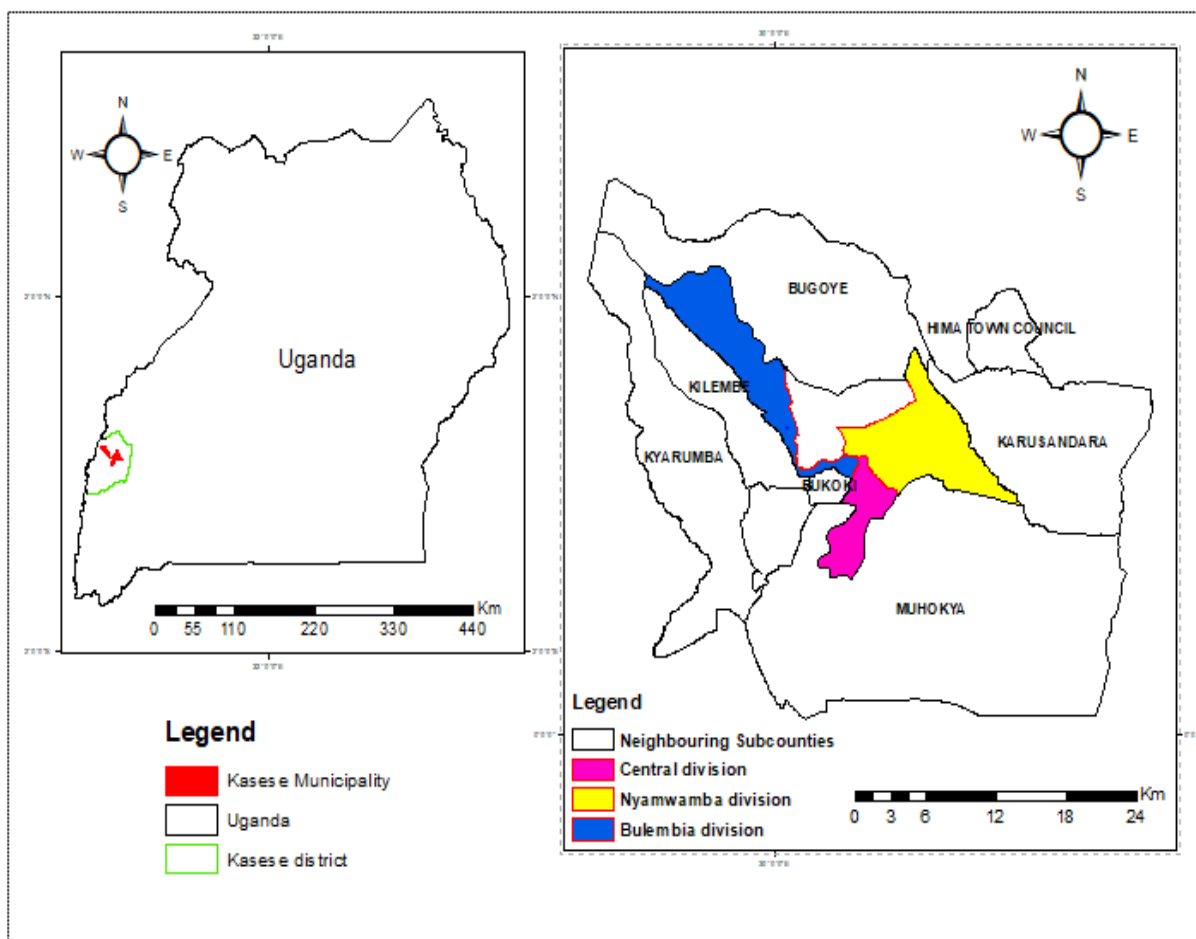 N
W E
S
Uganda
Km
0 55 110 220 330 440
Legend
Kasese Municipality
Uganda
Kasese district
N
W E
S
BUGOYE
HIMA TOWN COUNCIL
KILEMBE
KARUSANDARA
KYARUMBA
BUKOKI
MUHOKYA
Legend
Neighbouring Subcounties
Central division
Nyamwamba division
Bulembia division
Km
0 3 6 12 18 24